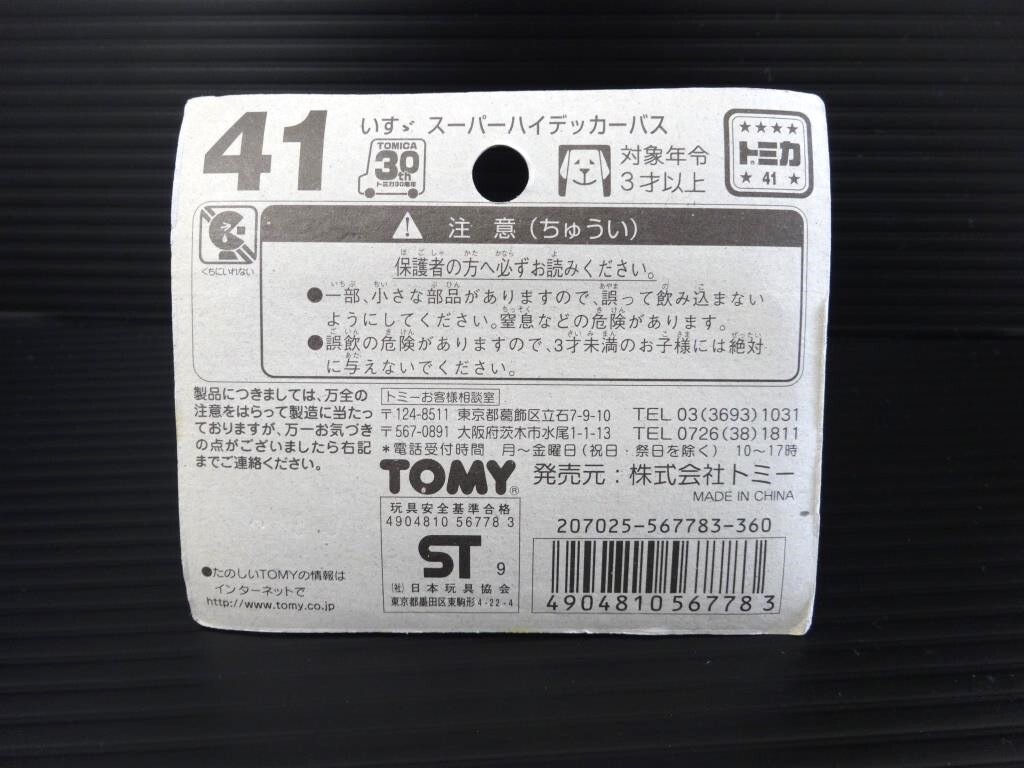 41
いすゞ スーパーハイデッカーバス
TOMICA
30th
トミカ30周年
対象年令
3才以上
トミカ
41
くちにいれない
注 意 (ちゅうい)
保護者の方へ必ずお読みください。
●一部、小さな部品がありますので、誤って飲み込まない
ようにしてください。窒息などの危険があります。
●誤飲の危険がありますので、3才未満のお子様には絶対
に与えないでください。
製品につきましては、万全の
注意をはらって製造に当たっ
ておりますが、万一お気づき
の点がございましたら右記
までご連絡ください。
トミーお客様相談室
〒124-8511 東京都葛飾区立石7-9-10 TEL 03(3693)1031
〒567-0891 大阪府茨木市水尾1-1-13 TEL 0726(38)1811
*電話受付時間 月~金曜日(祝日・祭日を除く) 10~17時
TOMY® 発売元:株式会社トミー
MADE IN CHINA
玩具安全基準合格
4904810 56778 3
ST 9
(社)日本玩具協会
東京都墨田区東駒形4-22-4
207025-567783-360
4904810567783
●たのしいTOMYの情報は
インターネットで
http://www.tomy.co.jp